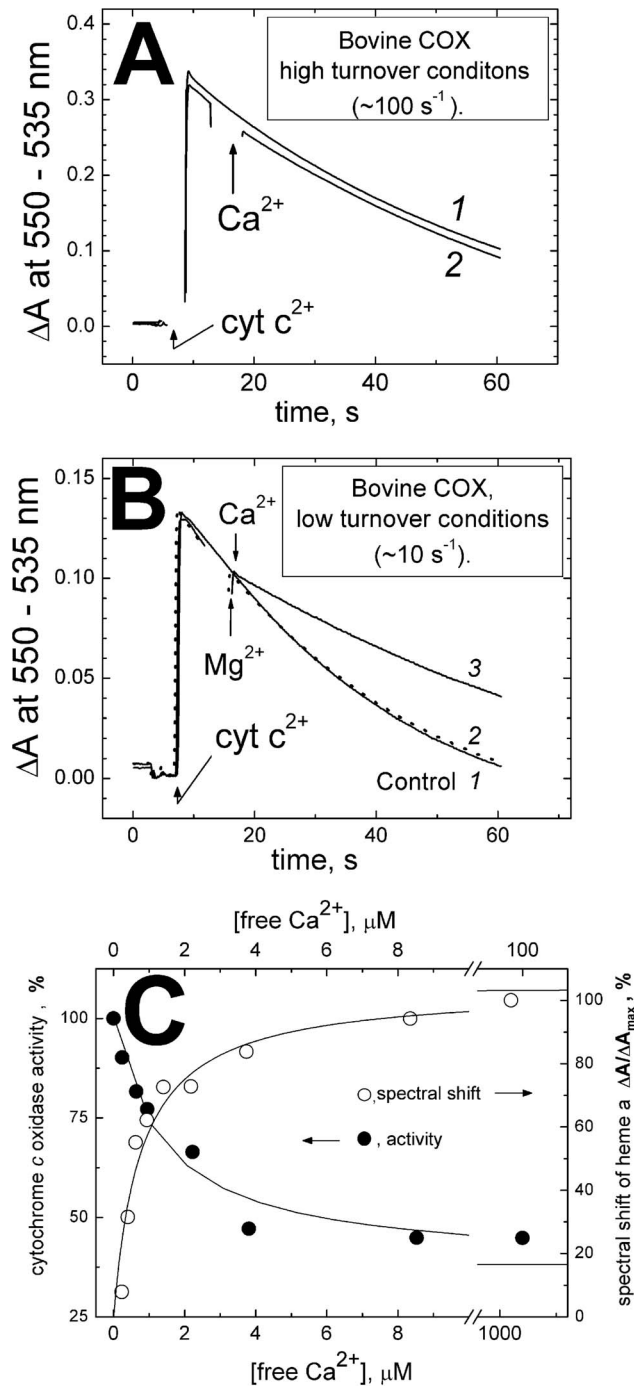 A
Bovine COX
high turnover conditons
(~100 s⁻¹).
ΔA at 550 - 535 nm
0.4
0.3
0.2
0.1
0.0
Ca²⁺
cyt c²⁺
1
2
0 20 40 60
time, s
B
Bovine COX,
low turnover conditions
(~10 s⁻¹).
ΔA at 550 - 535 nm
0.15
0.10
0.05
0.00
Ca²⁺
Mg²⁺
cyt c²⁺
3
2
Control 1
0 20 40 60
time, s
[free Ca²⁺], μM
0 2 4 6 8 100
C
cytochrome c oxidase activity , %
100
75
50
25
○,spectral shift →
← ●, activity
100
80
60
40
20
0
spectral shift of heme a ΔA/ΔAmax, %
0 2 4 6 8 1000
[free Ca²⁺], μM